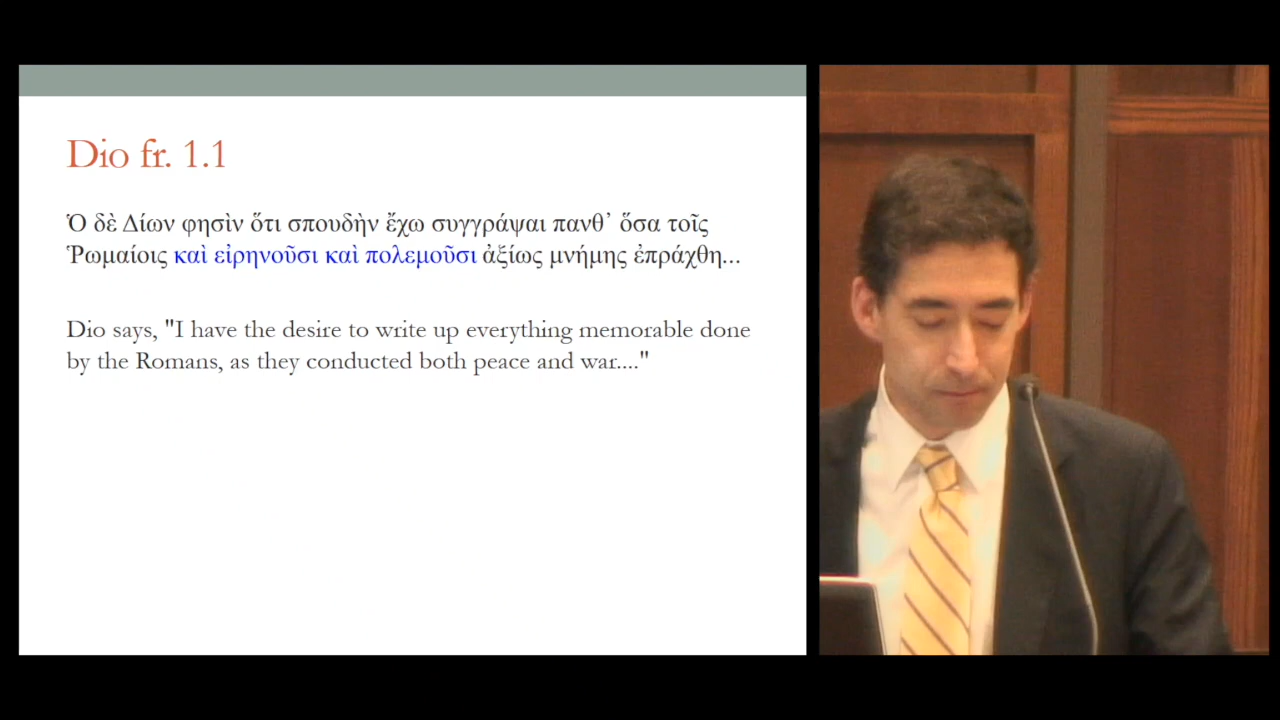 Dio fr. 1.1
Ὁ δὲ Δίων φησὶν ὅτι σπουδὴν ἔχω συγγράψαι πανθ᾽ ὅσα τοῖς
Ῥωμαίοις καὶ εἰρηνοῦσι καὶ πολεμοῦσι ἀξίως μνήμης ἐπράχθη...
Dio says, "I have the desire to write up everything memorable done
by the Romans, as they conducted both peace and war...."